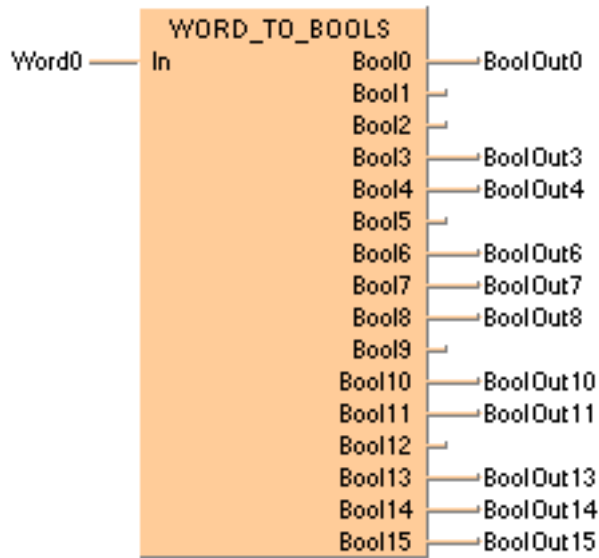 WORD_TO_BOOLS
Word0 In Bool0 BoolOut0
Bool1
Bool2
Bool3 BoolOut3
Bool4 BoolOut4
Bool5
Bool6 BoolOut6
Bool7 BoolOut7
Bool8 BoolOut8
Bool9
Bool10 BoolOut10
Bool11 BoolOut11
Bool12
Bool13 BoolOut13
Bool14 BoolOut14
Bool15 BoolOut15